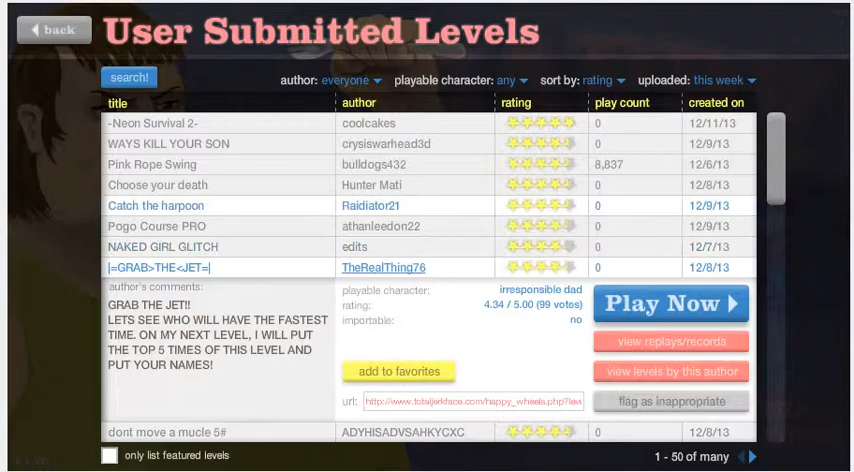 back
User Submitted Levels
search!
author: everyone playable character: any sort by: rating uploaded: this week
title author rating play count created on
-Neon Survival 2- coolcakes 0 12/11/13
WAYS KILL YOUR SON crysiswarhead3d 0 12/9/13
Pink Rope Swing bulldogs432 8,837 12/6/13
Choose your death Hunter Mati 0 12/8/13
Catch the harpoon Raidiator21 0 12/9/13
Pogo Course PRO athanleedon22 0 12/9/13
NAKED GIRL GLITCH edits 0 12/7/13
|=GRAB>THE<JET=| TheRealThing76 0 12/8/13
author's comments:
GRAB THE JET!!
LETS SEE WHO WILL HAVE THE FASTEST
TIME. ON MY NEXT LEVEL, I WILL PUT
THE TOP 5 TIMES OF THIS LEVEL AND
PUT YOUR NAMES!
playable character: irresponsible dad
rating: 4.34 / 5.00 (99 votes)
importable: no
add to favorites
url: http://www.totaljerkface.com/happy_wheels.php?lev
Play Now
view replays/records
view levels by this author
flag as inappropriate
dont move a mucle 5# ADYHISADVSAHKYCXC 0 12/8/13
only list featured levels
1 - 50 of many